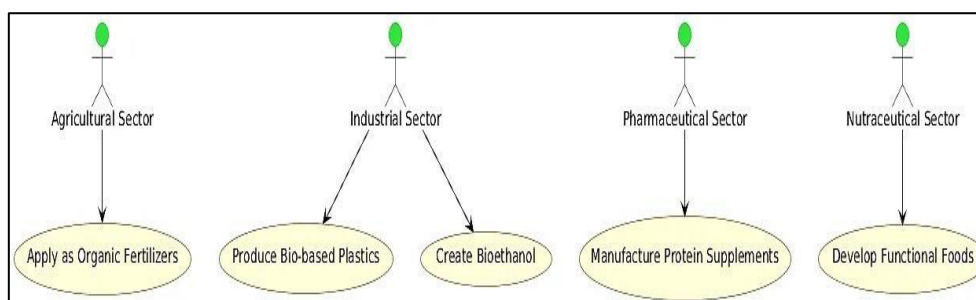 Agricultural Sector
Industrial Sector
Pharmaceutical Sector
Nutraceutical Sector
Apply as Organic Fertilizers
Produce Bio-based Plastics
Create Bioethanol
Manufacture Protein Supplements
Develop Functional Foods